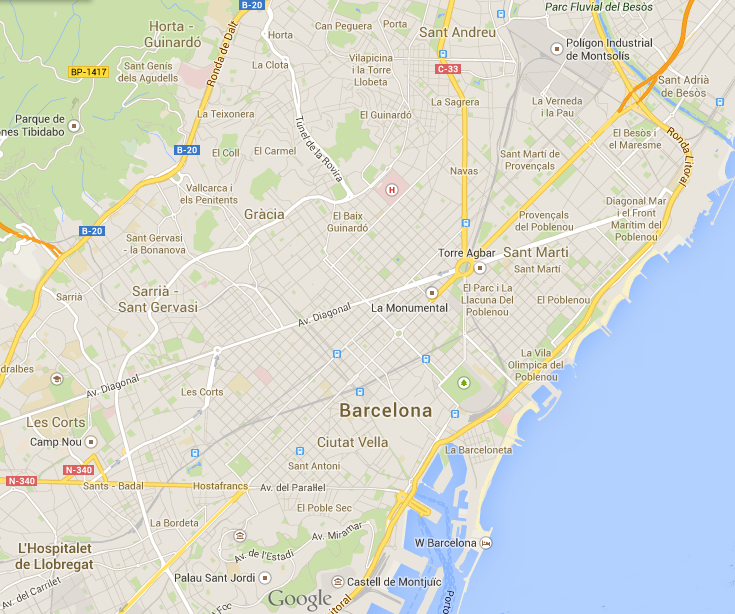 B-20
Parc Fluvial del Besòs
Horta -
Guinardó
Ronda de Dalt
Horta
Can Peguera
Porta
Sant Andreu
Polígon Industrial
de Montsolís
La Clota
Vilapicina
i la Torre
Llobeta
C-33
Sant Genís
dels Agudells
BP-1417
Sant Adrià
de Besòs
La Sagrera
La Verneda
i la Pau
La Teixonera
El Guinardó
Parque de
nes Tibidabo
Tunel de la Rovira
El Besòs i
el Maresme
Ronda Litoral
B-20
El Coll
El Carmel
Sant Martí de
Provençals
Navas
Vallcarca i
els Penitents
H
Gràcia
El Baix
Guinardó
Diagonal Mar
i el Front
Marítim del
Poblenou
Provençals
del Poblenou
B-20
Sant Gervasi
- la Bonanova
Torre Agbar
Sant Martí
Sant Martí
Sarrià
Sarrià -
Sant Gervasi
La Monumental
El Parc i La
Llacuna Del
Poblenou
El Poblenou
Av. Diagonal
La Vila
Olímpica del
Poblenou
dralbes
Av. Diagonal
Les Corts
Barcelona
Les Corts
Camp Nou
Ciutat Vella
La Barceloneta
Sant Antoni
N-340
N-340
Sants - Badal
Hostafrancs
Av. del Paral·lel
El Poble Sec
La Bordeta
Av. Miramar
W Barcelona
L'Hospitalet
de Llobregat
Av. de l'Estadi
Palau Sant Jordi
Castell de Montjuïc
Av. del Carrilet
Foc
Google
litoral
Porto